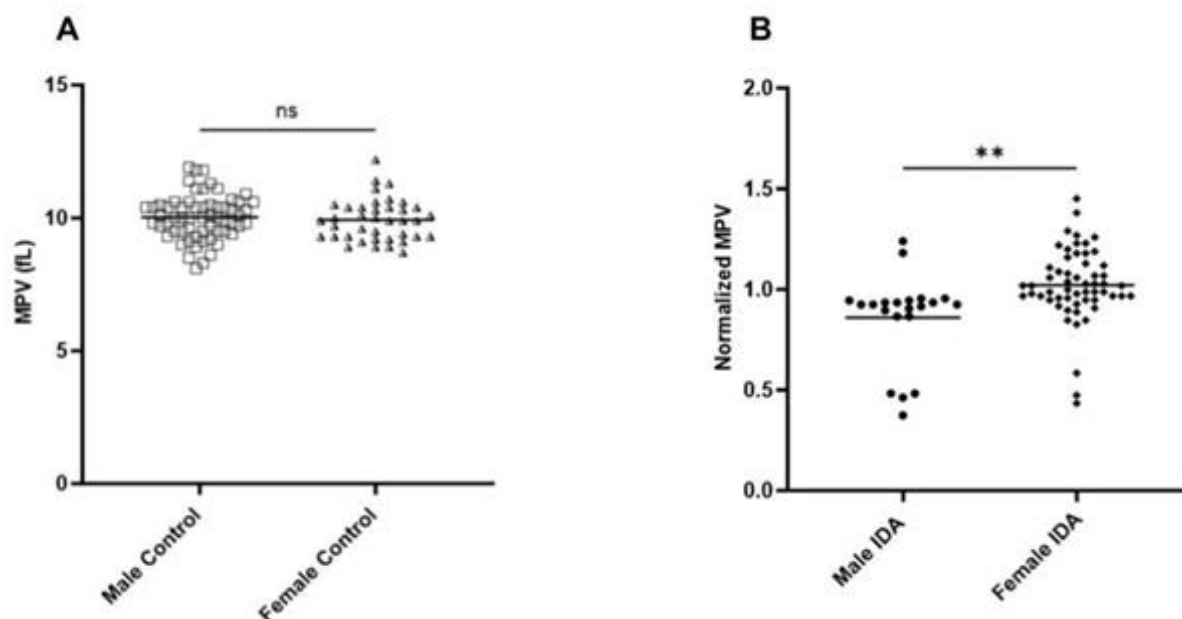 A
MPV (fL)
15
10
5
0
ns
Male Control
Female Control
B
Normalized MPV
2.0
1.5
1.0
0.5
0.0
**
Male IDA
Female IDA